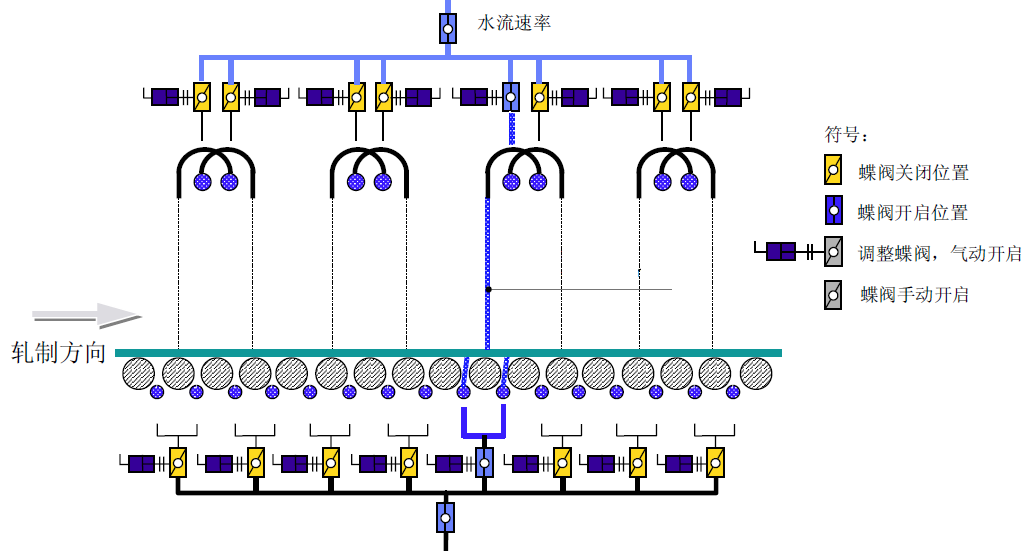 水流速率
符号：
蝶阀关闭位置
蝶阀开启位置
调整蝶阀，气动开启
蝶阀手动开启
轧制方向